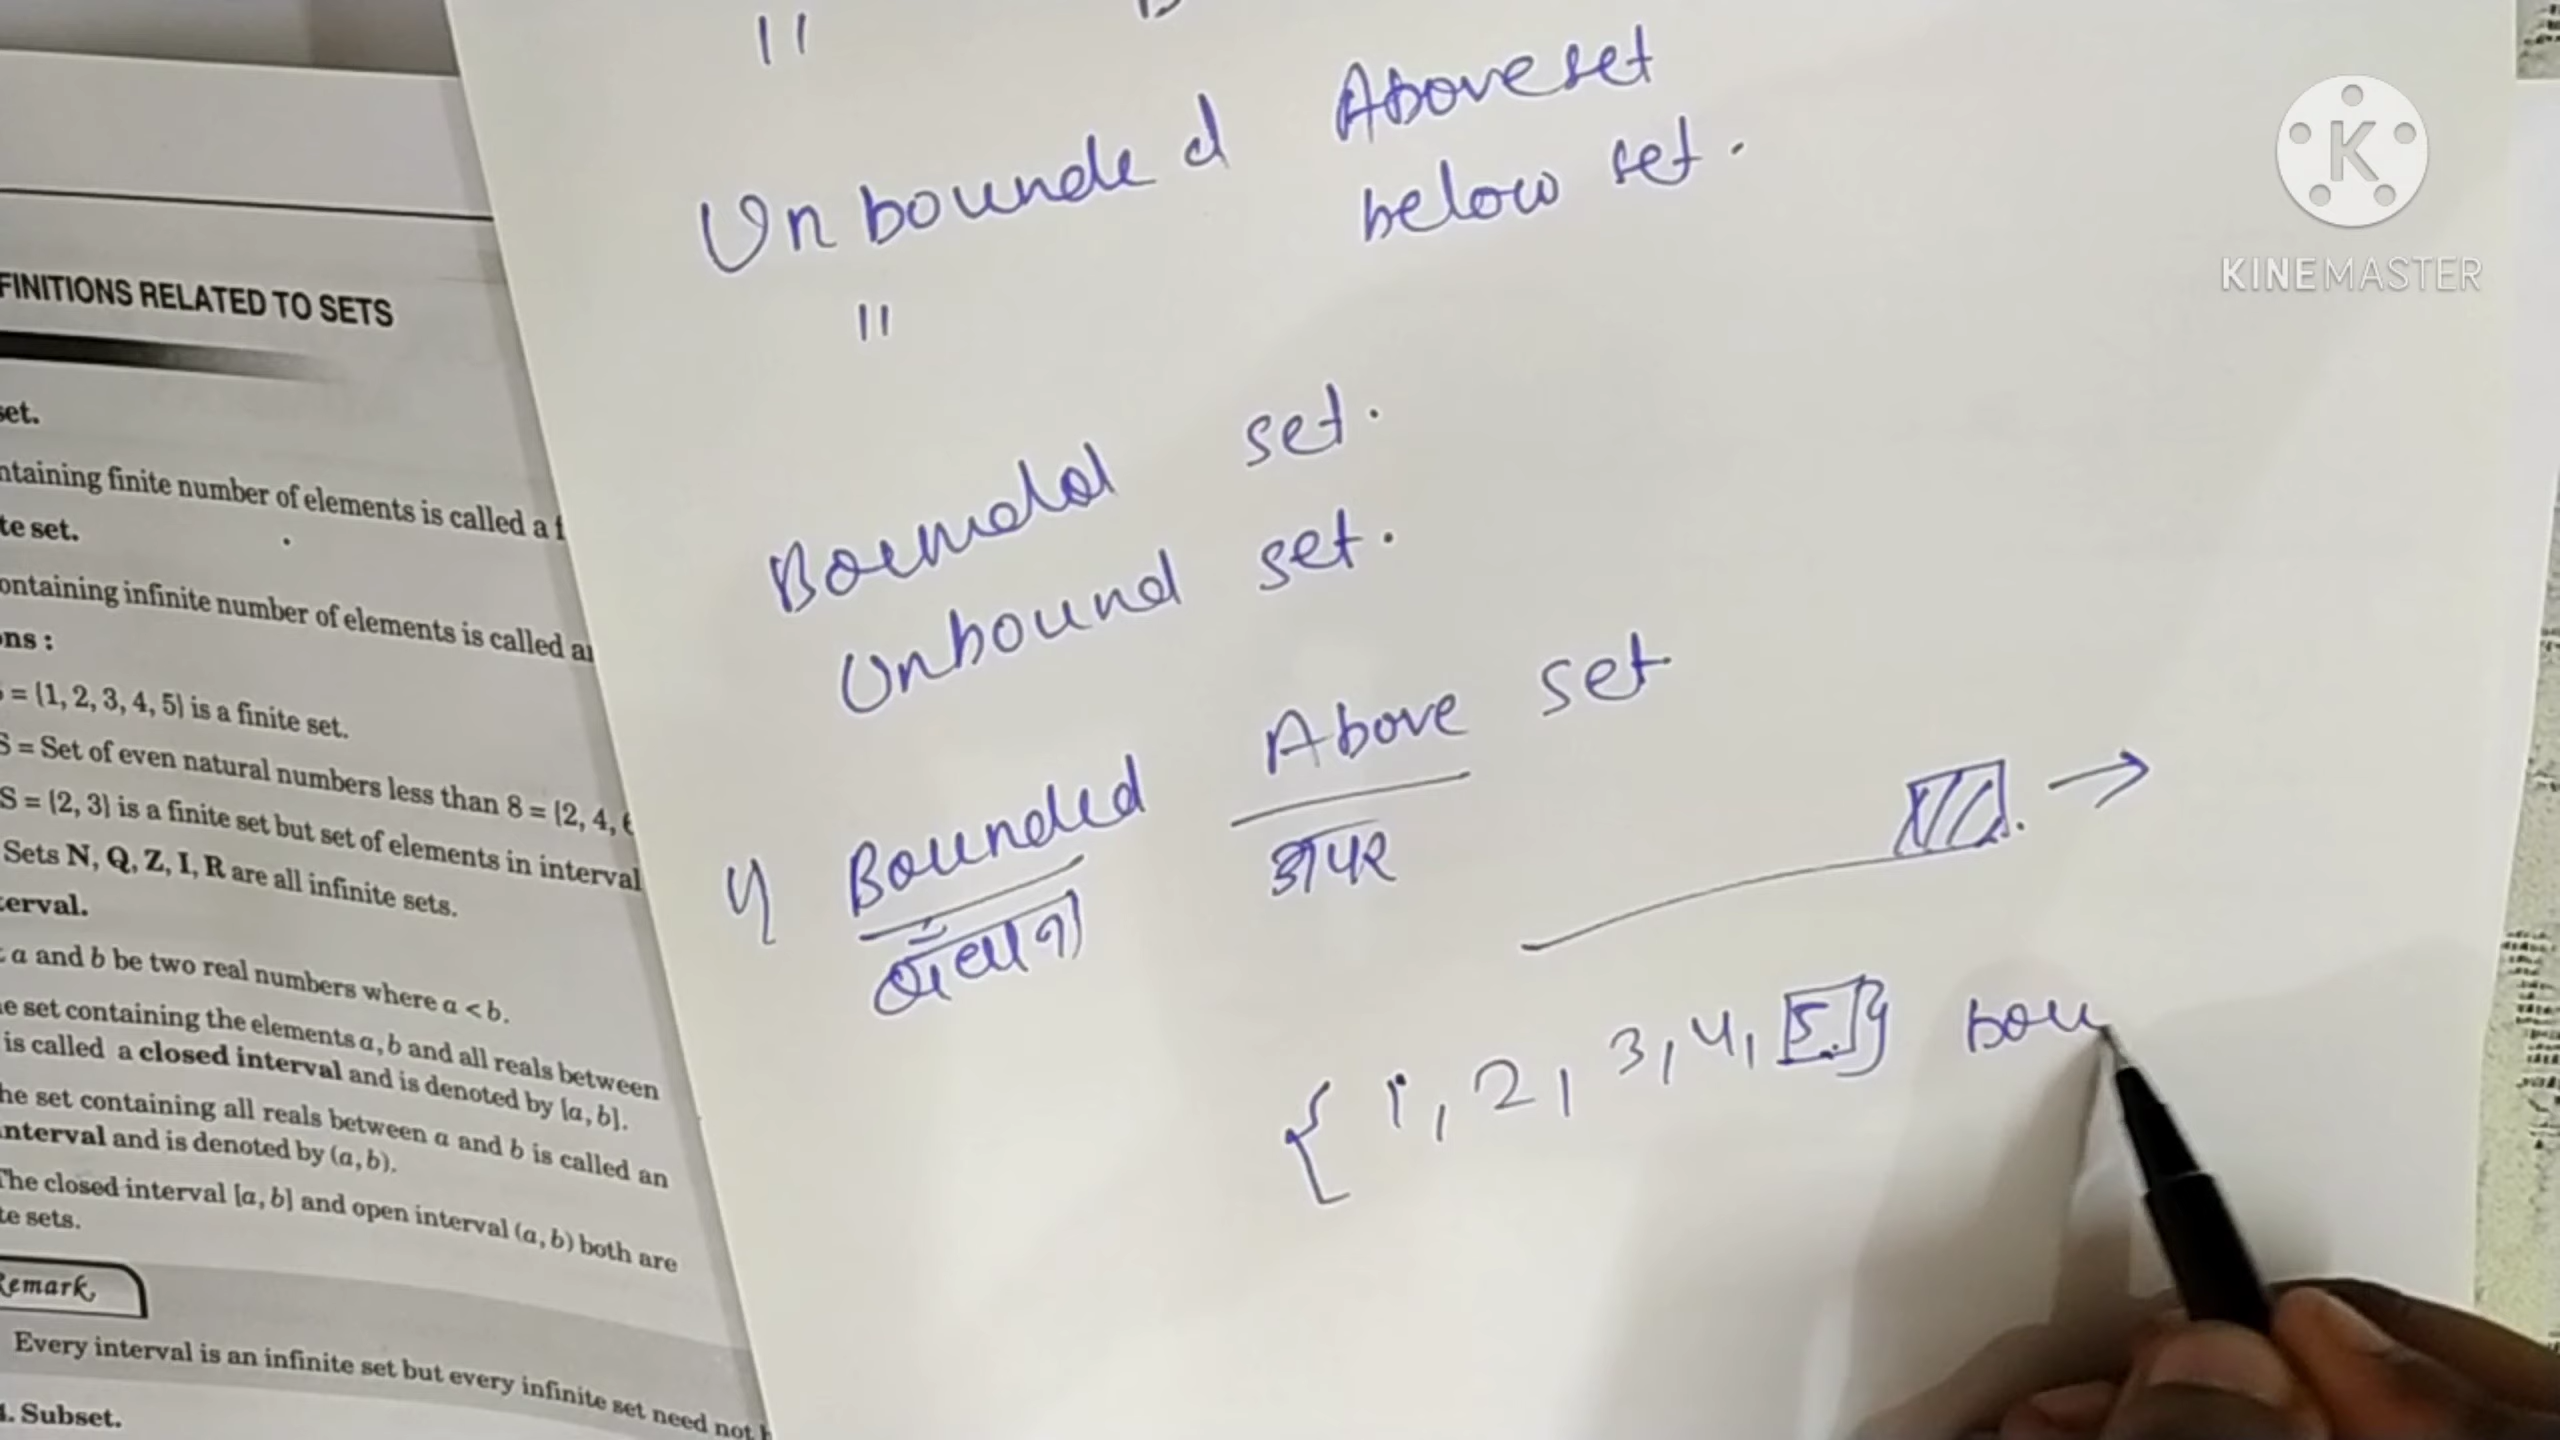 "
Unbounded Above set
" below set.
Bounded set.
Unbound set.
1) Bounded Above set
ऊपर
{ 1, 2, 3, 4, 5. } bou
KINEMASTER
FINITIONS RELATED TO SETS
set.
ntaining finite number of elements is called a f
te set.
ontaining infinite number of elements is called an
ons :
S = {1, 2, 3, 4, 5} is a finite set.
S = Set of even natural numbers less than 8 = {2, 4, 6
S = {2, 3} is a finite set but set of elements in interval
Sets N, Q, Z, I, R are all infinite sets.
terval.
t a and b be two real numbers where a < b.
e set containing the elements a, b and all reals between
is called a closed interval and is denoted by [a, b].
he set containing all reals between a and b is called an
interval and is denoted by (a, b).
The closed interval [a, b] and open interval (a, b) both are
te sets.
Remark
Every interval is an infinite set but every infinite set need not b
4. Subset.